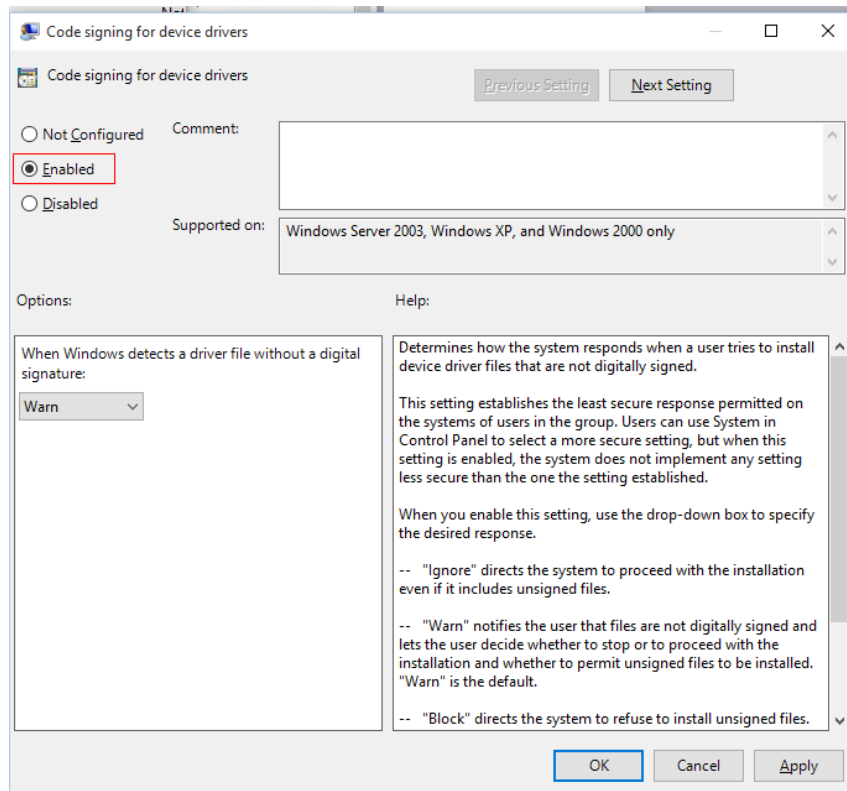 Code signing for device drivers
Code signing for device drivers
Previous Setting
Next Setting
Not Configured
Comment:
Enabled
Disabled
Supported on:
Windows Server 2003, Windows XP, and Windows 2000 only
Options:
Help:
When Windows detects a driver file without a digital
signature:
Warn
Determines how the system responds when a user tries to install
device driver files that are not digitally signed.
This setting establishes the least secure response permitted on
the systems of users in the group. Users can use System in
Control Panel to select a more secure setting, but when this
setting is enabled, the system does not implement any setting
less secure than the one the setting established.
When you enable this setting, use the drop-down box to specify
the desired response.
-- "Ignore" directs the system to proceed with the installation
even if it includes unsigned files.
-- "Warn" notifies the user that files are not digitally signed and
lets the user decide whether to stop or to proceed with the
installation and whether to permit unsigned files to be installed.
"Warn" is the default.
-- "Block" directs the system to refuse to install unsigned files.
OK
Cancel
Apply